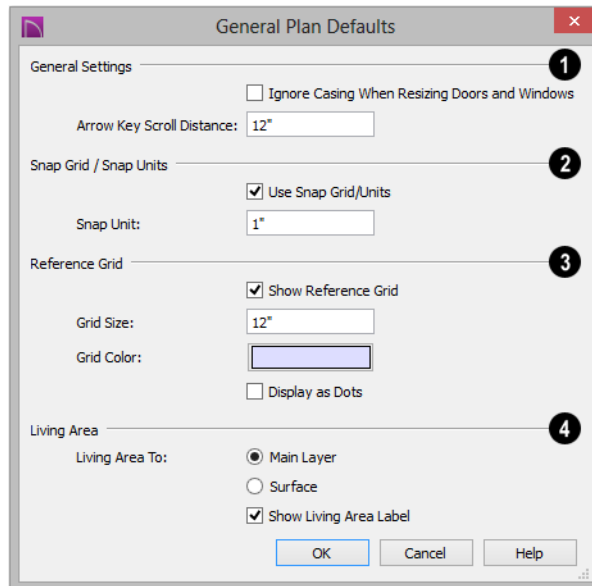 General Plan Defaults
General Settings 1
Ignore Casing When Resizing Doors and Windows
Arrow Key Scroll Distance: 12"
Snap Grid / Snap Units 2
Use Snap Grid/Units
Snap Unit: 1"
Reference Grid 3
Show Reference Grid
Grid Size: 12"
Grid Color:
Display as Dots
Living Area 4
Living Area To: Main Layer
Surface
Show Living Area Label
OK Cancel Help